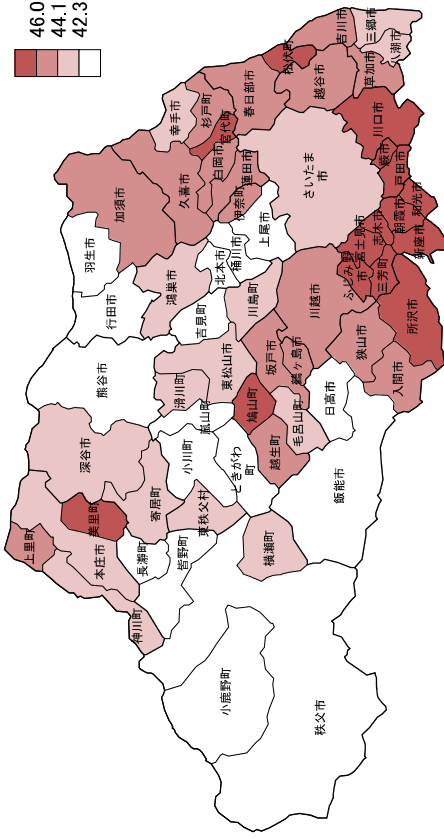 46.0
44.1
42.3
三郷市
吉川市
八潮市
松伏町
草加市
越谷市
春日部市
幸手市
杉戸町
宮代町
川口市
蕨市
戸田市
白岡市
蓮田市
さいたま
市
久喜市
伊奈町
和光市
朝霞市
志木市
新座市
加須市
上尾市
富士見市
ふじみ野
市
三芳町
羽生市
桶川市
北本市
鴻巣市
川島町
川越市
所沢市
行田市
吉見町
狭山市
東松山市
坂戸市
鶴ヶ島市
入間市
熊谷市
滑川町
鳩山町
毛呂山町
日高市
嵐山町
深谷市
小川町
ときがわ
町
越生町
飯能市
寄居町
東秩父村
美里町
上里町
本庄市
長瀞町
皆野町
横瀬町
神川町
小鹿野町
秩父市